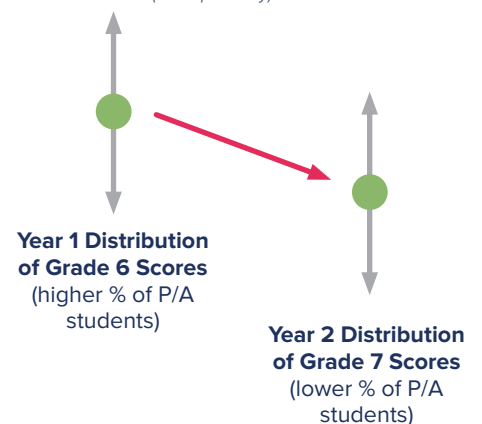 Year 1 Distribution
of Grade 6 Scores
(higher % of P/A
students)
Year 2 Distribution
of Grade 7 Scores
(lower % of P/A
students)